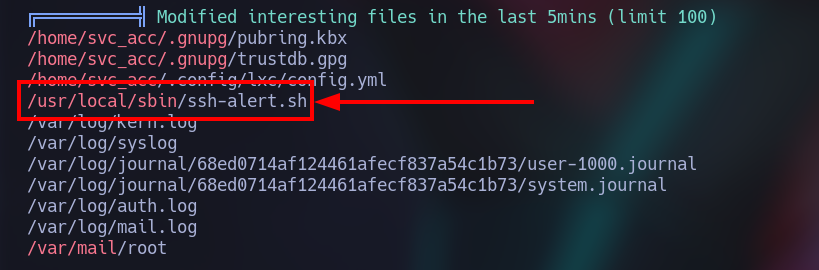 ╔══════════╣ Modified interesting files in the last 5mins (limit 100)
/home/svc_acc/.gnupg/pubring.kbx
/home/svc_acc/.gnupg/trustdb.gpg
/home/svc_acc/.config/lxc/config.yml
/usr/local/sbin/ssh-alert.sh
/var/log/kern.log
/var/log/syslog
/var/log/journal/68ed0714af124461afecf837a54c1b73/user-1000.journal
/var/log/journal/68ed0714af124461afecf837a54c1b73/system.journal
/var/log/auth.log
/var/log/mail.log
/var/mail/root